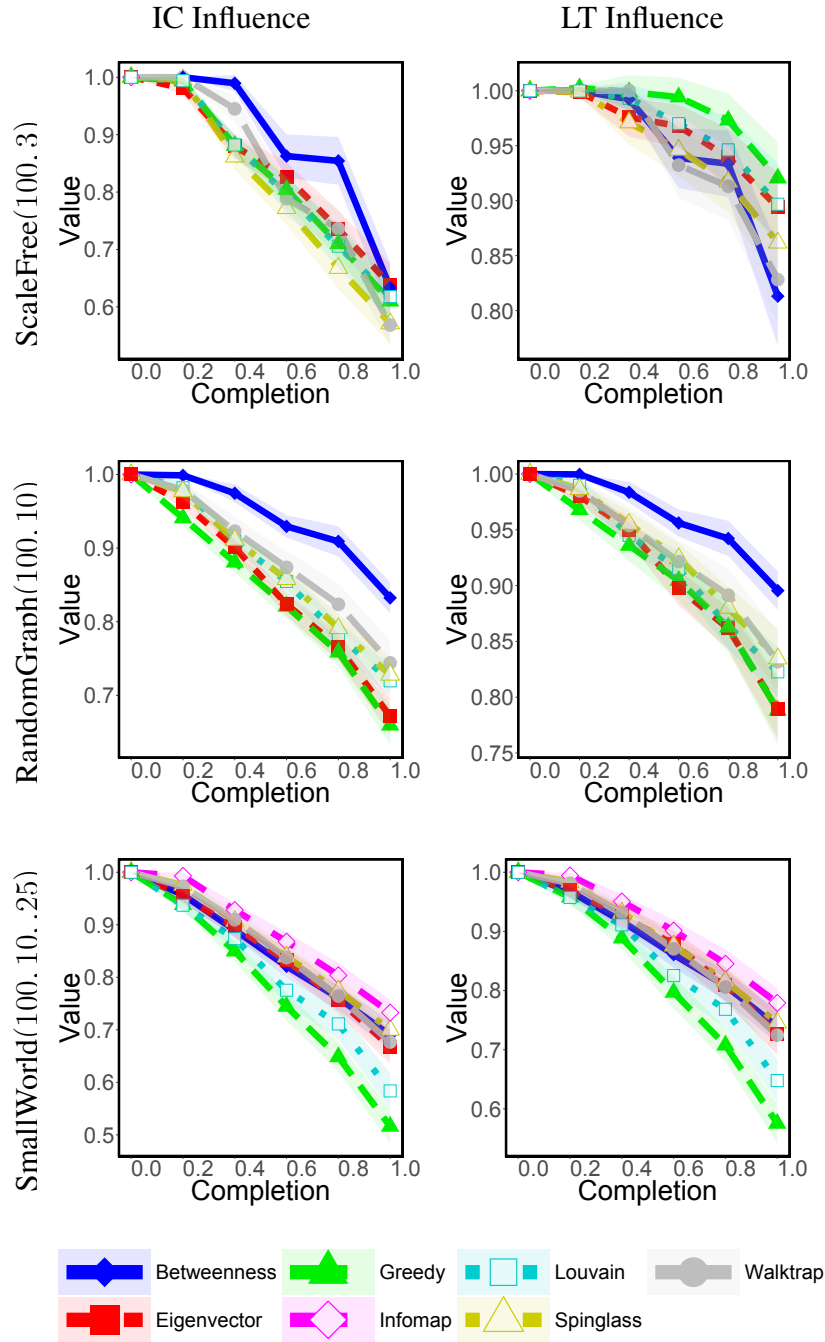 IC Influence LT Influence
ScaleFree(100, 3)
1.0
0.9
0.8
0.7
0.6
Value
0.0 0.2 0.4 0.6 0.8 1.0
Completion
1.00
0.95
0.90
0.85
0.80
Value
0.0 0.2 0.4 0.6 0.8 1.0
Completion
RandomGraph(100, 10)
1.0
0.9
0.8
0.7
Value
0.0 0.2 0.4 0.6 0.8 1.0
Completion
1.00
0.95
0.90
0.85
0.80
0.75
Value
0.0 0.2 0.4 0.6 0.8 1.0
Completion
SmallWorld(100, 10, .25)
1.0
0.9
0.8
0.7
0.6
0.5
Value
0.0 0.2 0.4 0.6 0.8 1.0
Completion
1.0
0.9
0.8
0.7
0.6
Value
0.0 0.2 0.4 0.6 0.8 1.0
Completion
Betweenness Greedy Louvain Walktrap
Eigenvector Infomap Spinglass